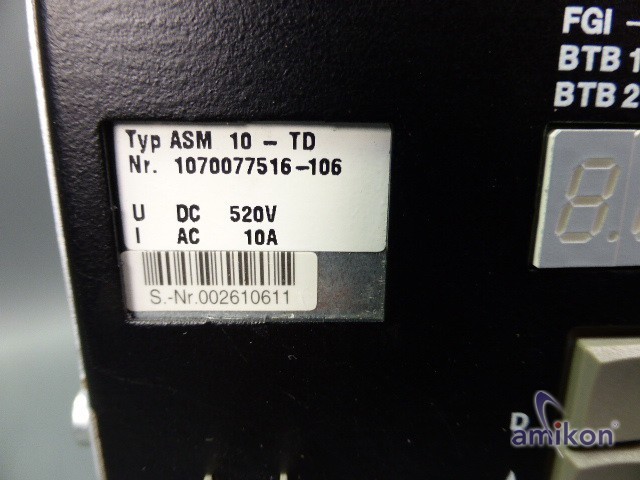 FGI -
BTB 1
BTB 2
Typ ASM 10 - TD
Nr. 1070077516-106
U DC 520V
I AC 10A
S.-Nr.002610611
D
amikon